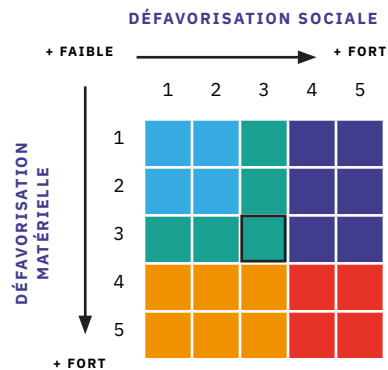 DÉFAVORISATION SOCIALE
+ FAIBLE
+ FORT
1 2 3 4 5
DÉFAVORISATION
MATÉRIELLE
1
2
3
4
5
+ FORT